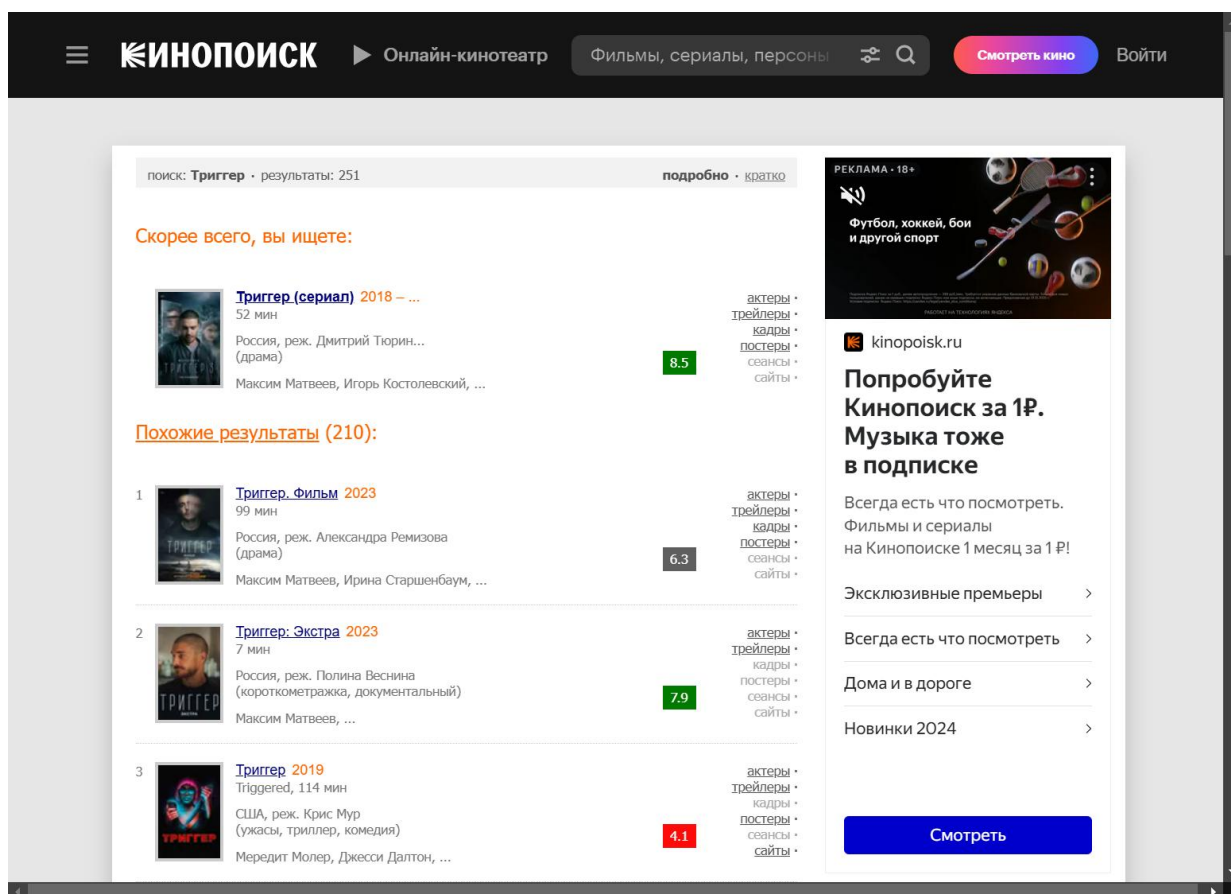 КИНОПОИСК
Онлайн-кинотеатр
Фильмы, сериалы, персоны
Смотреть кино
Войти
поиск: Триггер • результаты: 251
подробно • кратко
Скорее всего, вы ищете:
Триггер (сериал) 2018 – ...
52 мин
Россия, реж. Дмитрий Тюрин...
(драма)
Максим Матвеев, Игорь Костолевский, ...
8.5
актеры •
трейлеры •
кадры •
постеры •
сеансы •
сайты •
Похожие результаты (210):
1
Триггер. Фильм 2023
99 мин
Россия, реж. Александра Ремизова
(драма)
Максим Матвеев, Ирина Старшенбаум, ...
6.3
актеры •
трейлеры •
кадры •
постеры •
сеансы •
сайты •
ТРИГГЕР
2
Триггер: Экстра 2023
7 мин
Россия, реж. Полина Веснина
(короткометражка, документальный)
Максим Матвеев, ...
7.9
актеры •
трейлеры •
кадры •
постеры •
сеансы •
сайты •
ТРИГГЕР
3
Триггер 2019
Triggered, 114 мин
США, реж. Крис Мур
(ужасы, триллер, комедия)
Мередит Молер, Джесси Далтон, ...
4.1
актеры •
трейлеры •
кадры •
постеры •
сеансы •
сайты •
ТРИГГЕР
РЕКЛАМА • 18+
Футбол, хоккей, бои
и другой спорт
kinopoisk.ru
Попробуйте
Кинопоиск за 1₽.
Музыка тоже
в подписке
Всегда есть что посмотреть.
Фильмы и сериалы
на Кинопоиске 1 месяц за 1 ₽!
Эксклюзивные премьеры
Всегда есть что посмотреть
Дома и в дороге
Новинки 2024
Смотреть